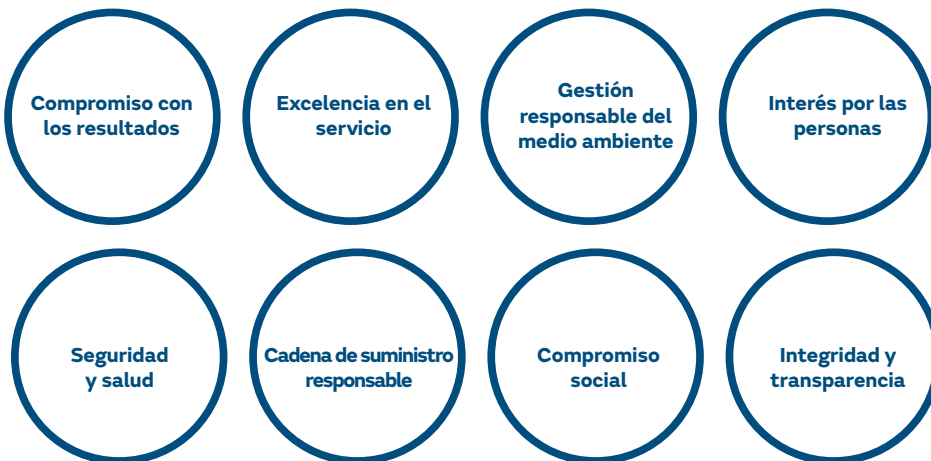 Compromiso con
los resultados
Excelencia en el
servicio
Gestión
responsable del
medio ambiente
Interés por las
personas
Seguridad
y salud
Cadena de suministro
responsable
Compromiso
social
Integridad y
transparencia